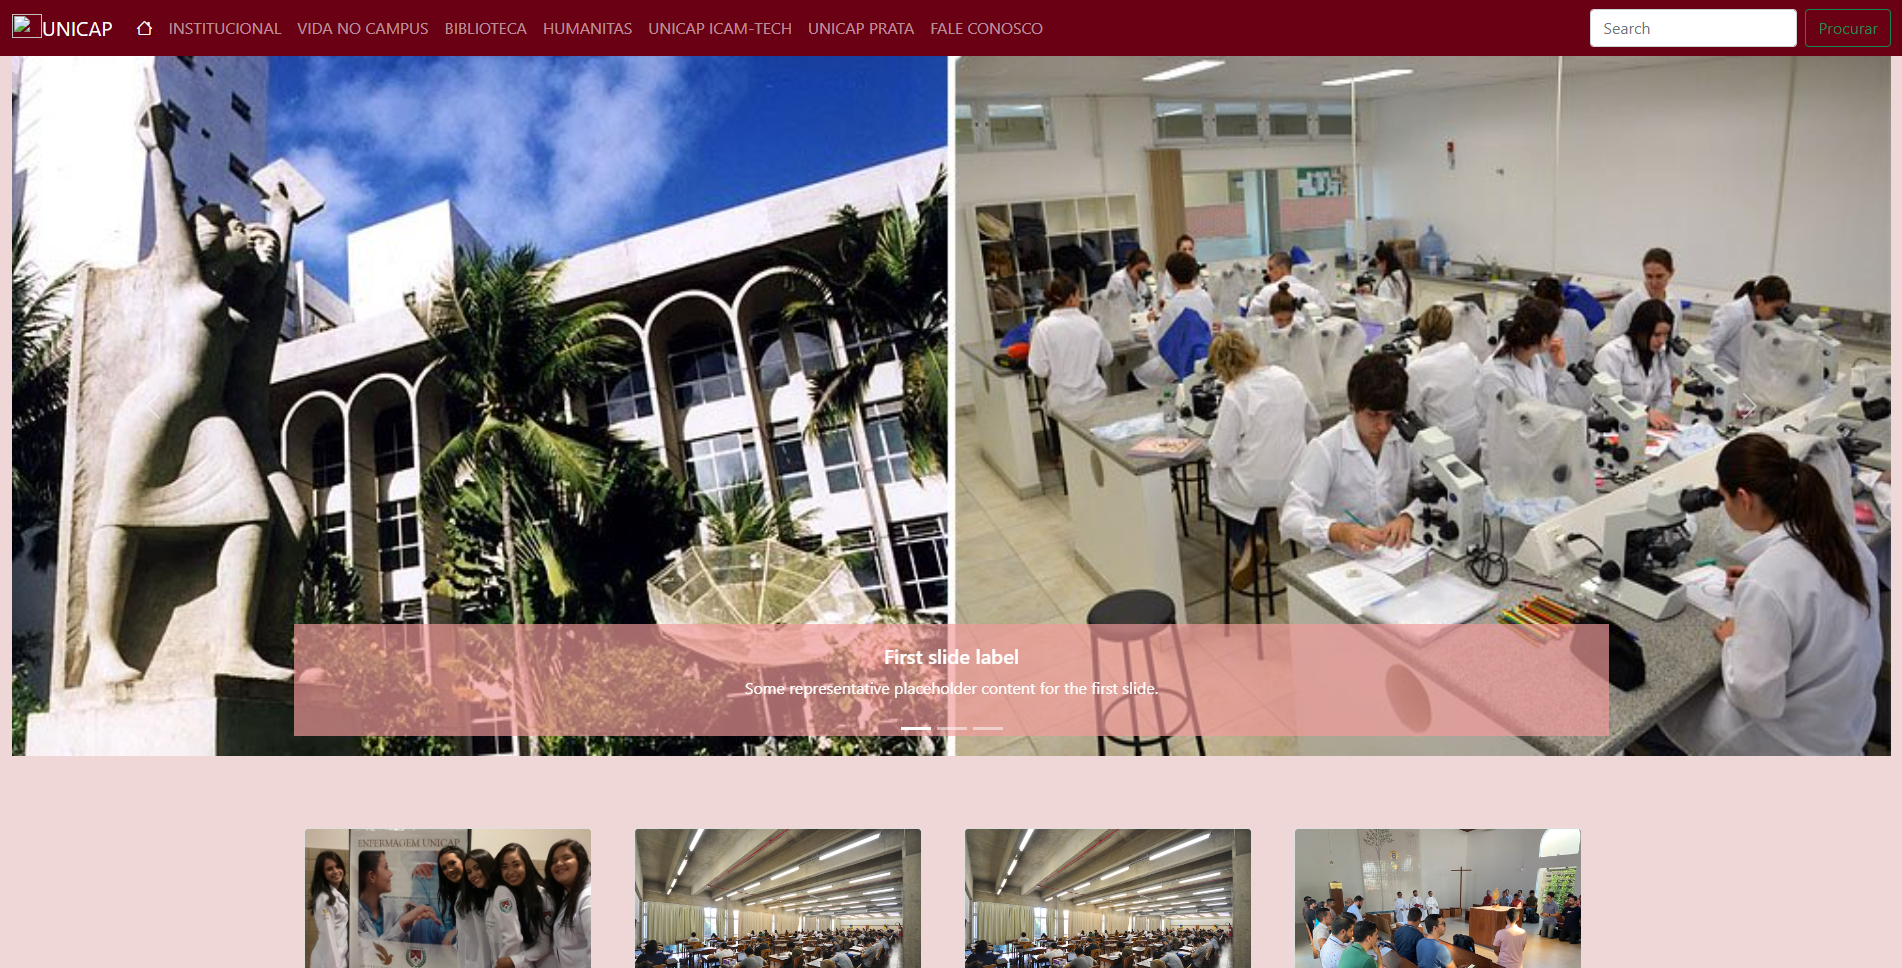 UNICAP INSTITUCIONAL VIDA NO CAMPUS BIBLIOTECA HUMANITAS UNICAP ICAM-TECH UNICAP PRATA FALE CONOSCO Search Procurar
First slide label
Some representative placeholder content for the first slide.
ENFERMAGEM UNICAP